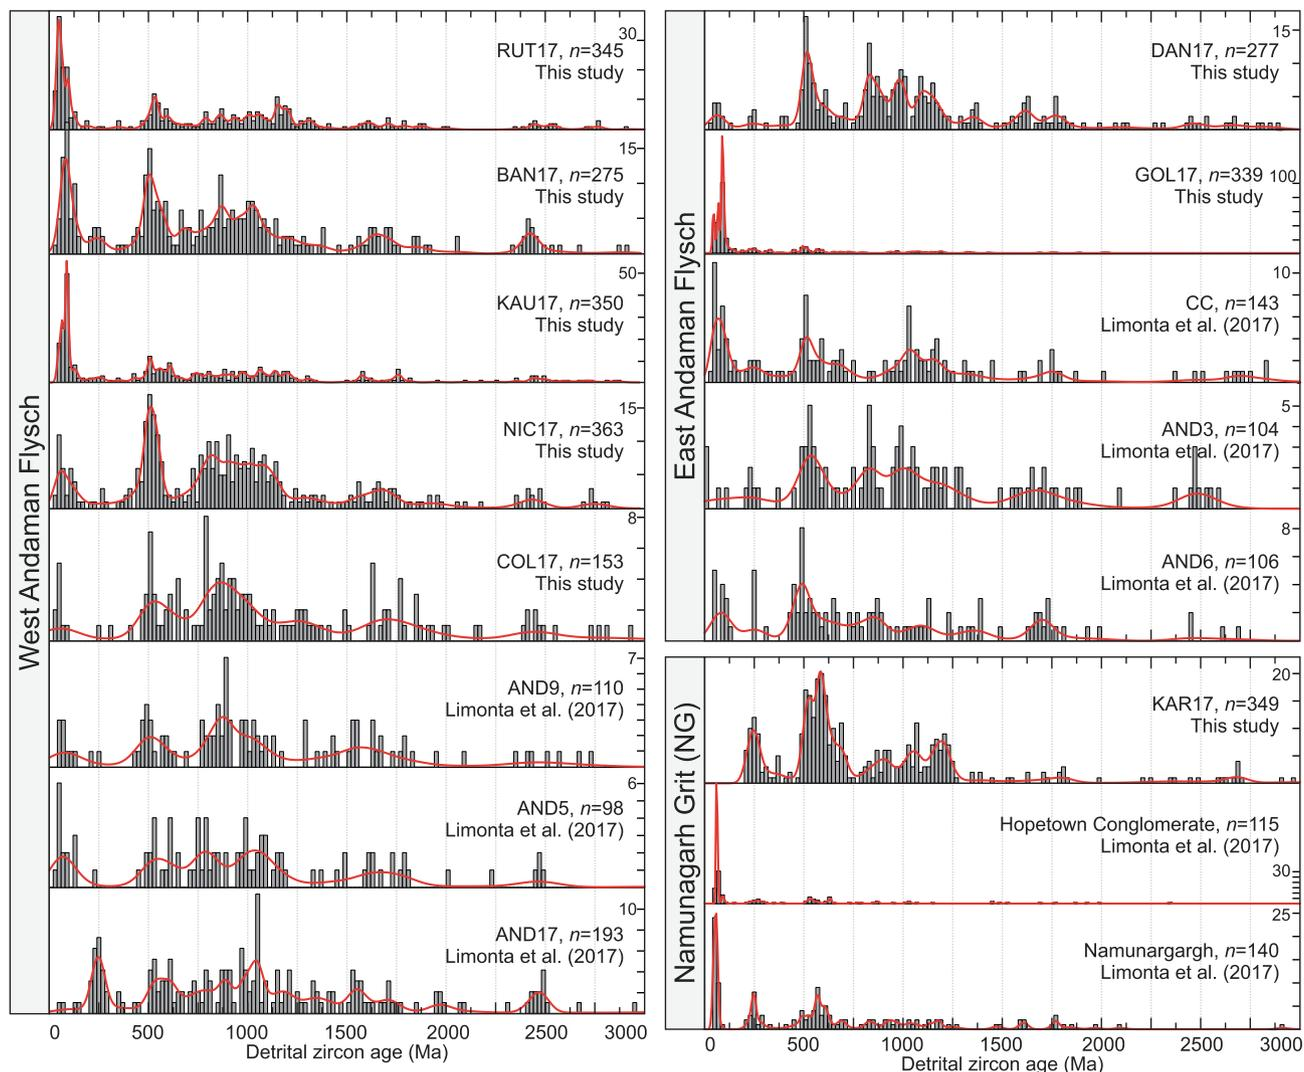 West Andaman Flysch
30
RUT17, n=345
This study
15
BAN17, n=275
This study
50
KAU17, n=350
This study
15
NIC17, n=363
This study
8
COL17, n=153
This study
7
AND9, n=110
Limonta et al. (2017)
6
AND5, n=98
Limonta et al. (2017)
10
AND17, n=193
Limonta et al. (2017)
0 500 1000 1500 2000 2500 3000
Detrital zircon age (Ma)
East Andaman Flysch
15
DAN17, n=277
This study
GOL17, n=339 100
This study
10
CC, n=143
Limonta et al. (2017)
5
AND3, n=104
Limonta et al. (2017)
8
AND6, n=106
Limonta et al. (2017)
Namunagarh Grit (NG)
20
KAR17, n=349
This study
Hopetown Conglomerate, n=115
Limonta et al. (2017)
30
25
Namunargargh, n=140
Limonta et al. (2017)
0 500 1000 1500 2000 2500 3000
Detrital zircon age (Ma)